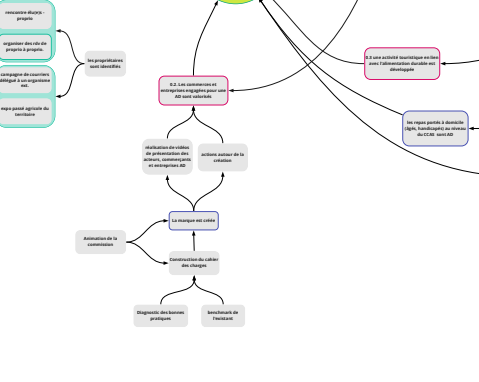 rencontre élu(e)s -
proprio
organiser des rdv de
proprio à proprio.
campagne de courriers
délégué à un organisme
ext.
expo passé agricole du
territoire
les propriétaires
sont identifiés
II.2. Les commerces et
entreprises engagées pour une
AD sont valorisés
II.3 une activité touristique en lien
avec l'alimentation durable est
développée
les repas portés à domicile
(âgés, handicapés) au niveau
du CCAS sont AD
réalisation de vidéos
de présentation des
acteurs, commerçants
et entreprises AD
actions autour de la
création
La marque est créée
Animation de la
commission
Construction du cahier
des charges
Diagnostic des bonnes
pratiques
benchmark de
l'existant